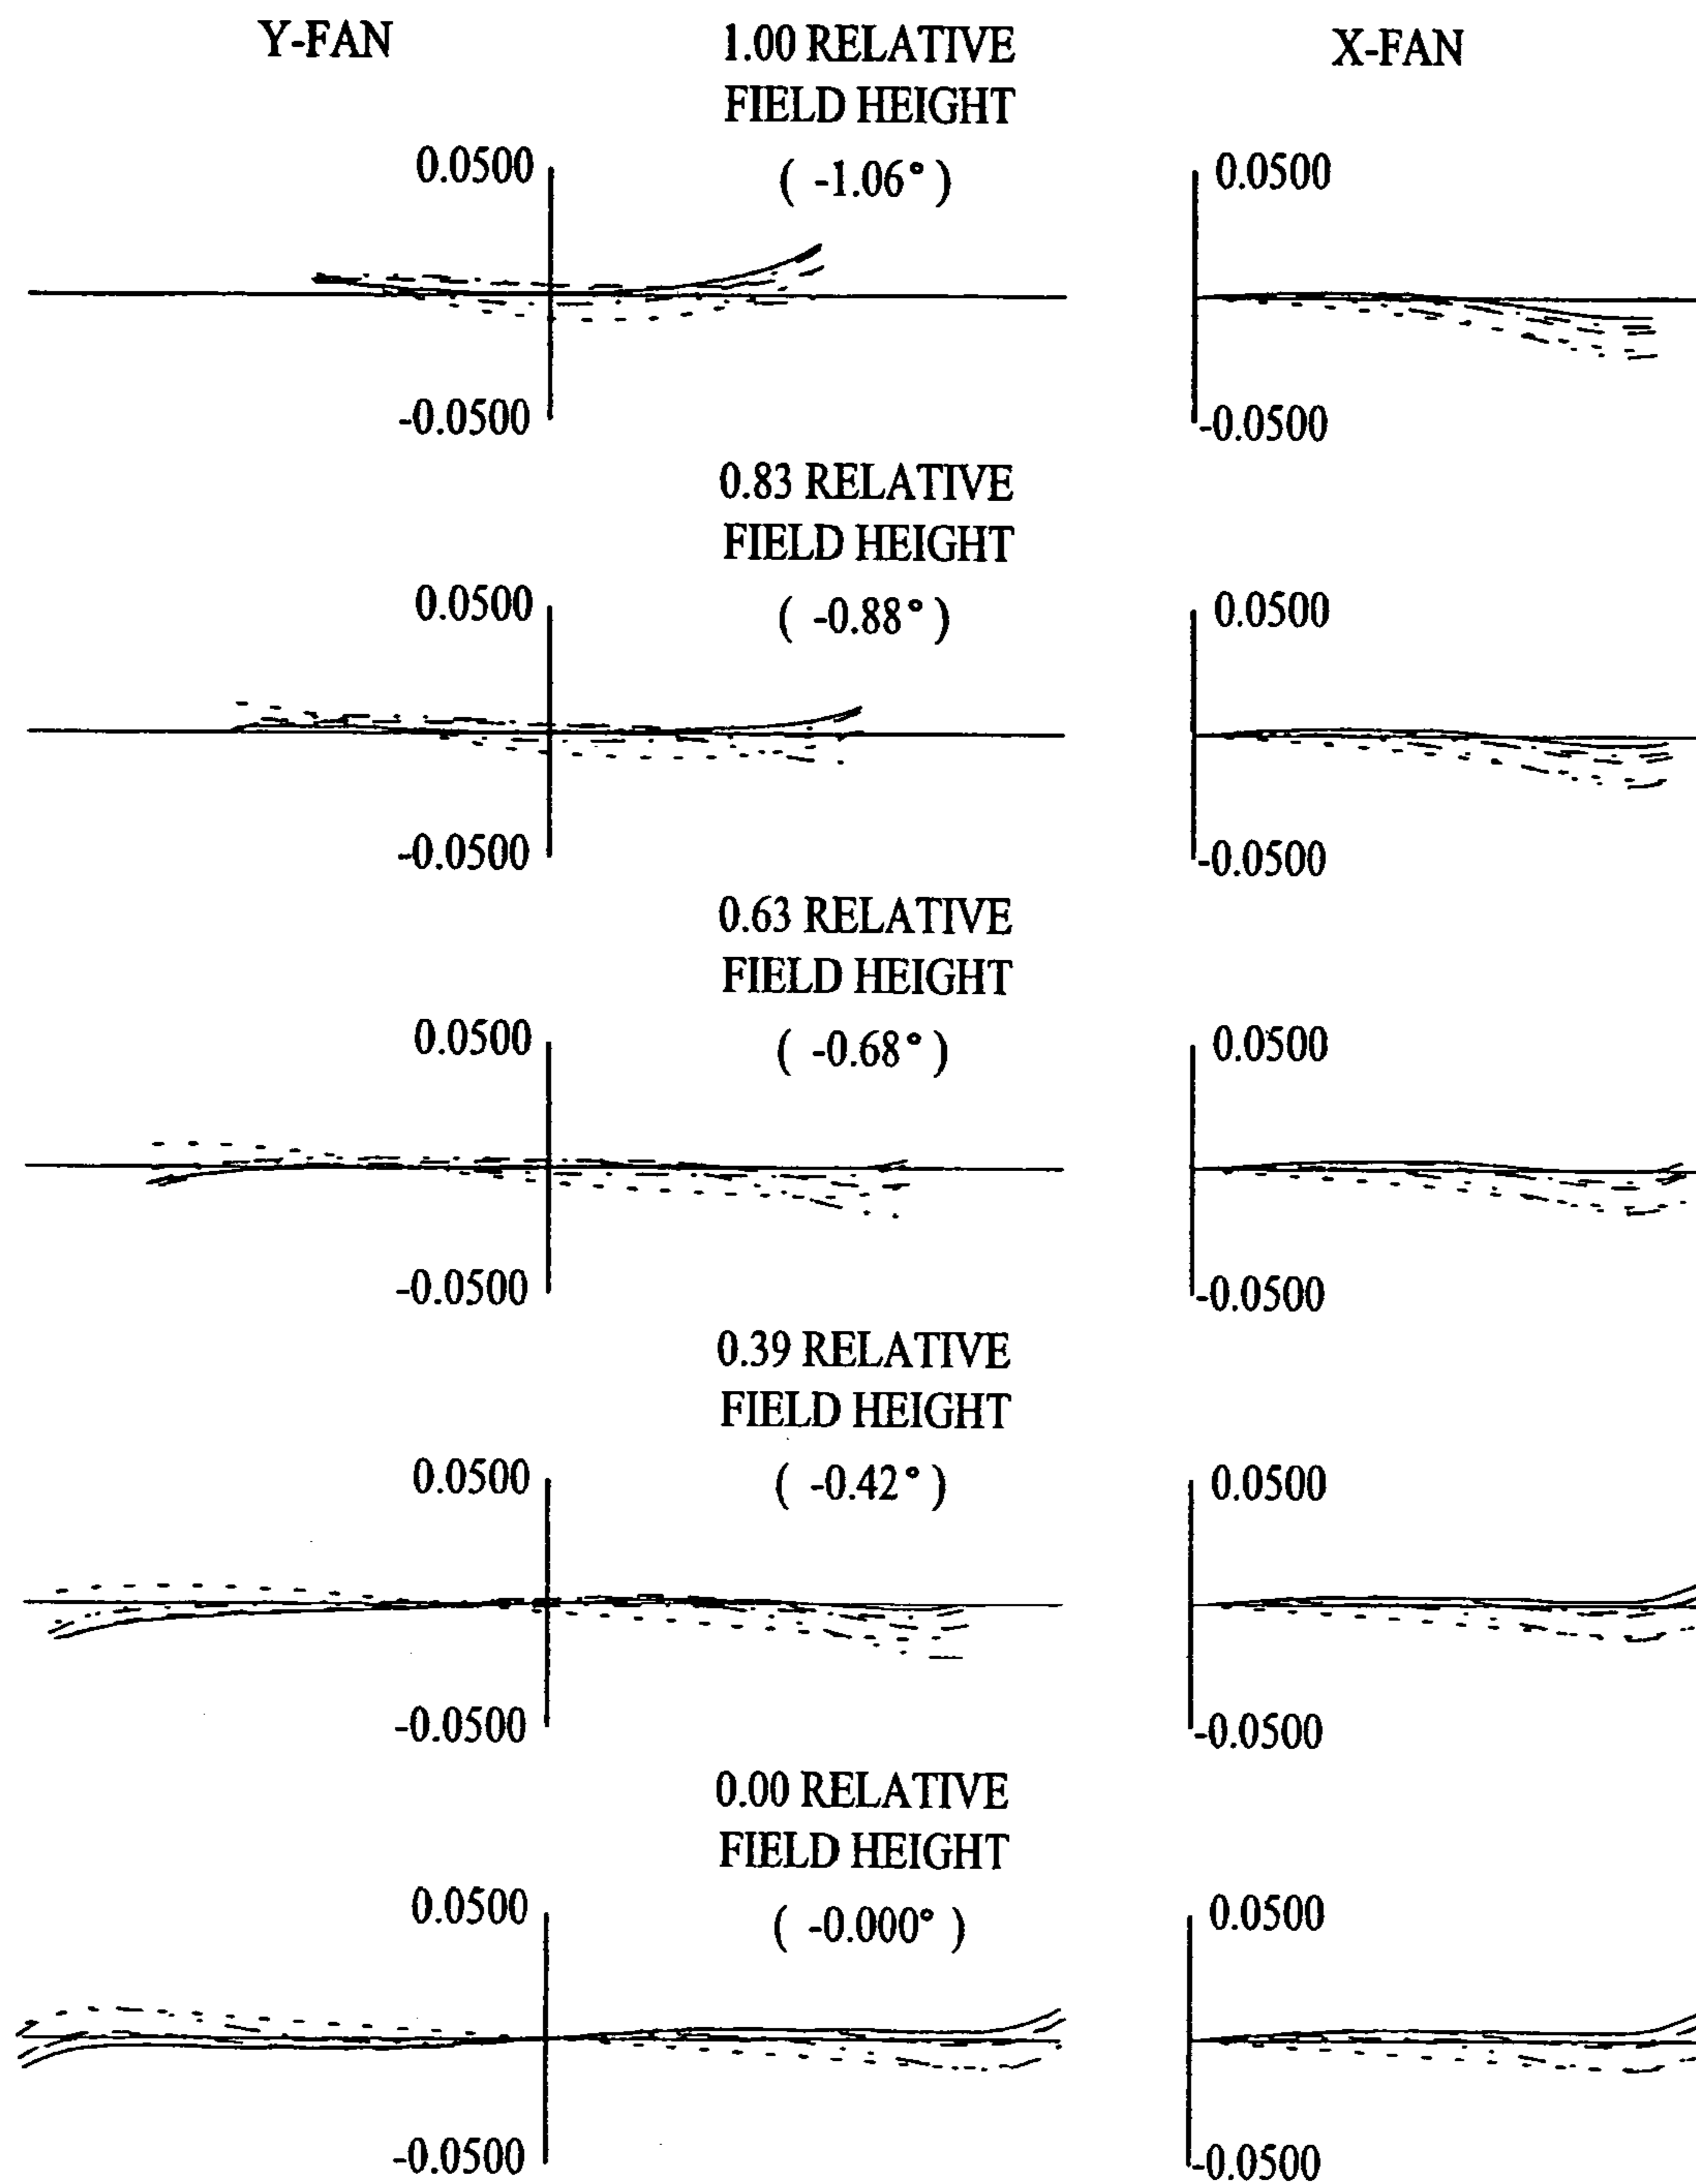 Y-FAN
1.00 RELATIVE
FIELD HEIGHT
( -1.06° )
X-FAN
0.0500
-0.0500
0.0500
-0.0500
0.83 RELATIVE
FIELD HEIGHT
( -0.88° )
0.0500
-0.0500
0.0500
-0.0500
0.63 RELATIVE
FIELD HEIGHT
( -0.68° )
0.0500
-0.0500
0.0500
-0.0500
0.39 RELATIVE
FIELD HEIGHT
( -0.42° )
0.0500
-0.0500
0.0500
-0.0500
0.00 RELATIVE
FIELD HEIGHT
( -0.000° )
0.0500
-0.0500
0.0500
-0.0500